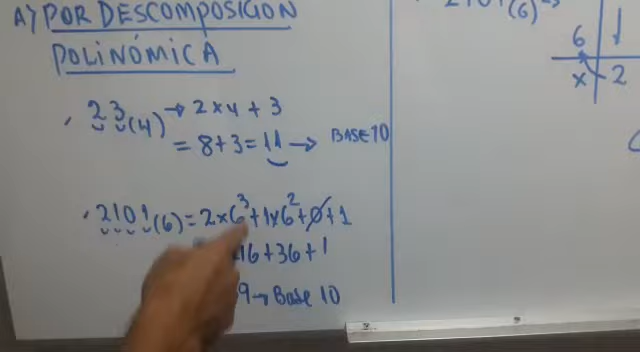 A) POR DESCOMPOSICION
POLINÓMICA
23(4) → 2x4 + 3
= 8+3 = 11 → BASE 10
2101(6) = 2x6³+1x6²+0+1
16+36+1
9 → Base 10
2101(6)
6 1
x 2